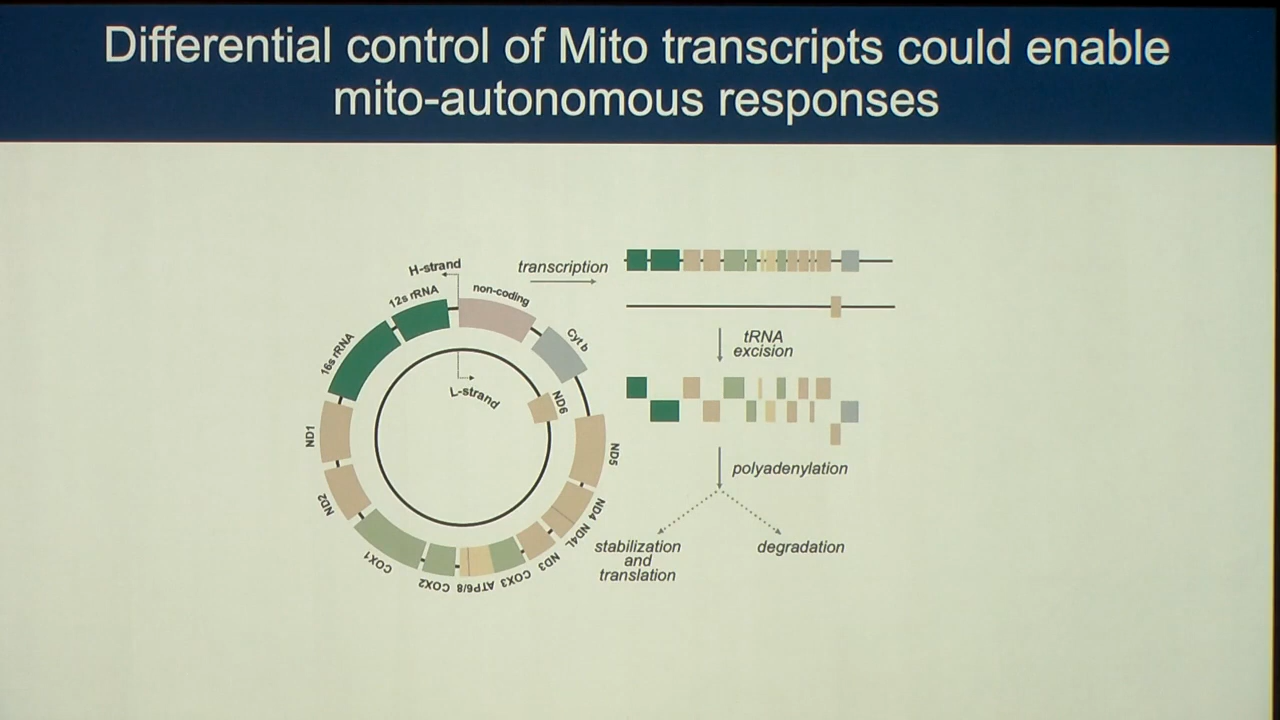 Differential control of Mito transcripts could enable
mito-autonomous responses
H-strand
12s rRNA
non-coding
16s rRNA
Cyt b
L-strand
ND6
ND1
ND5
ND2
ND4
ND4L
COX1
ND3
COX2
ATP6/8
COX3
transcription
tRNA
excision
polyadenylation
stabilization
and
translation
degradation